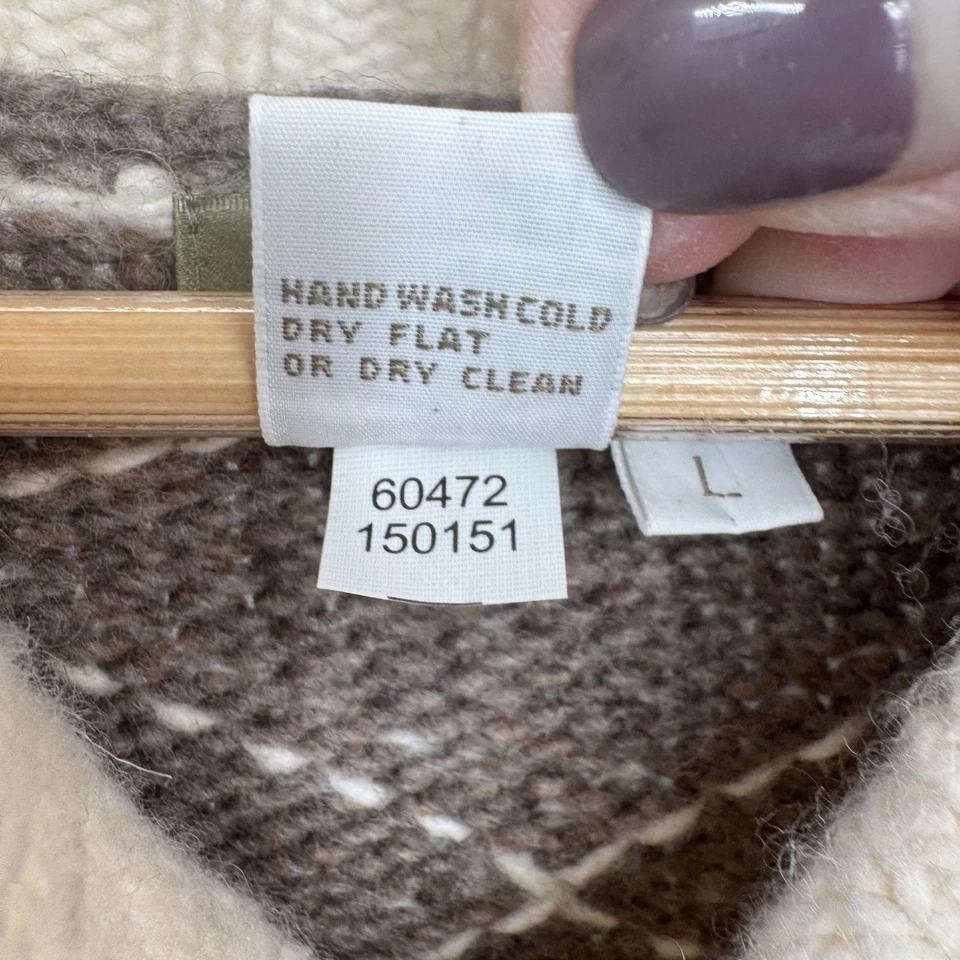 HAND WASH COLD
DRY FLAT
OR DRY CLEAN
60472
150151
L